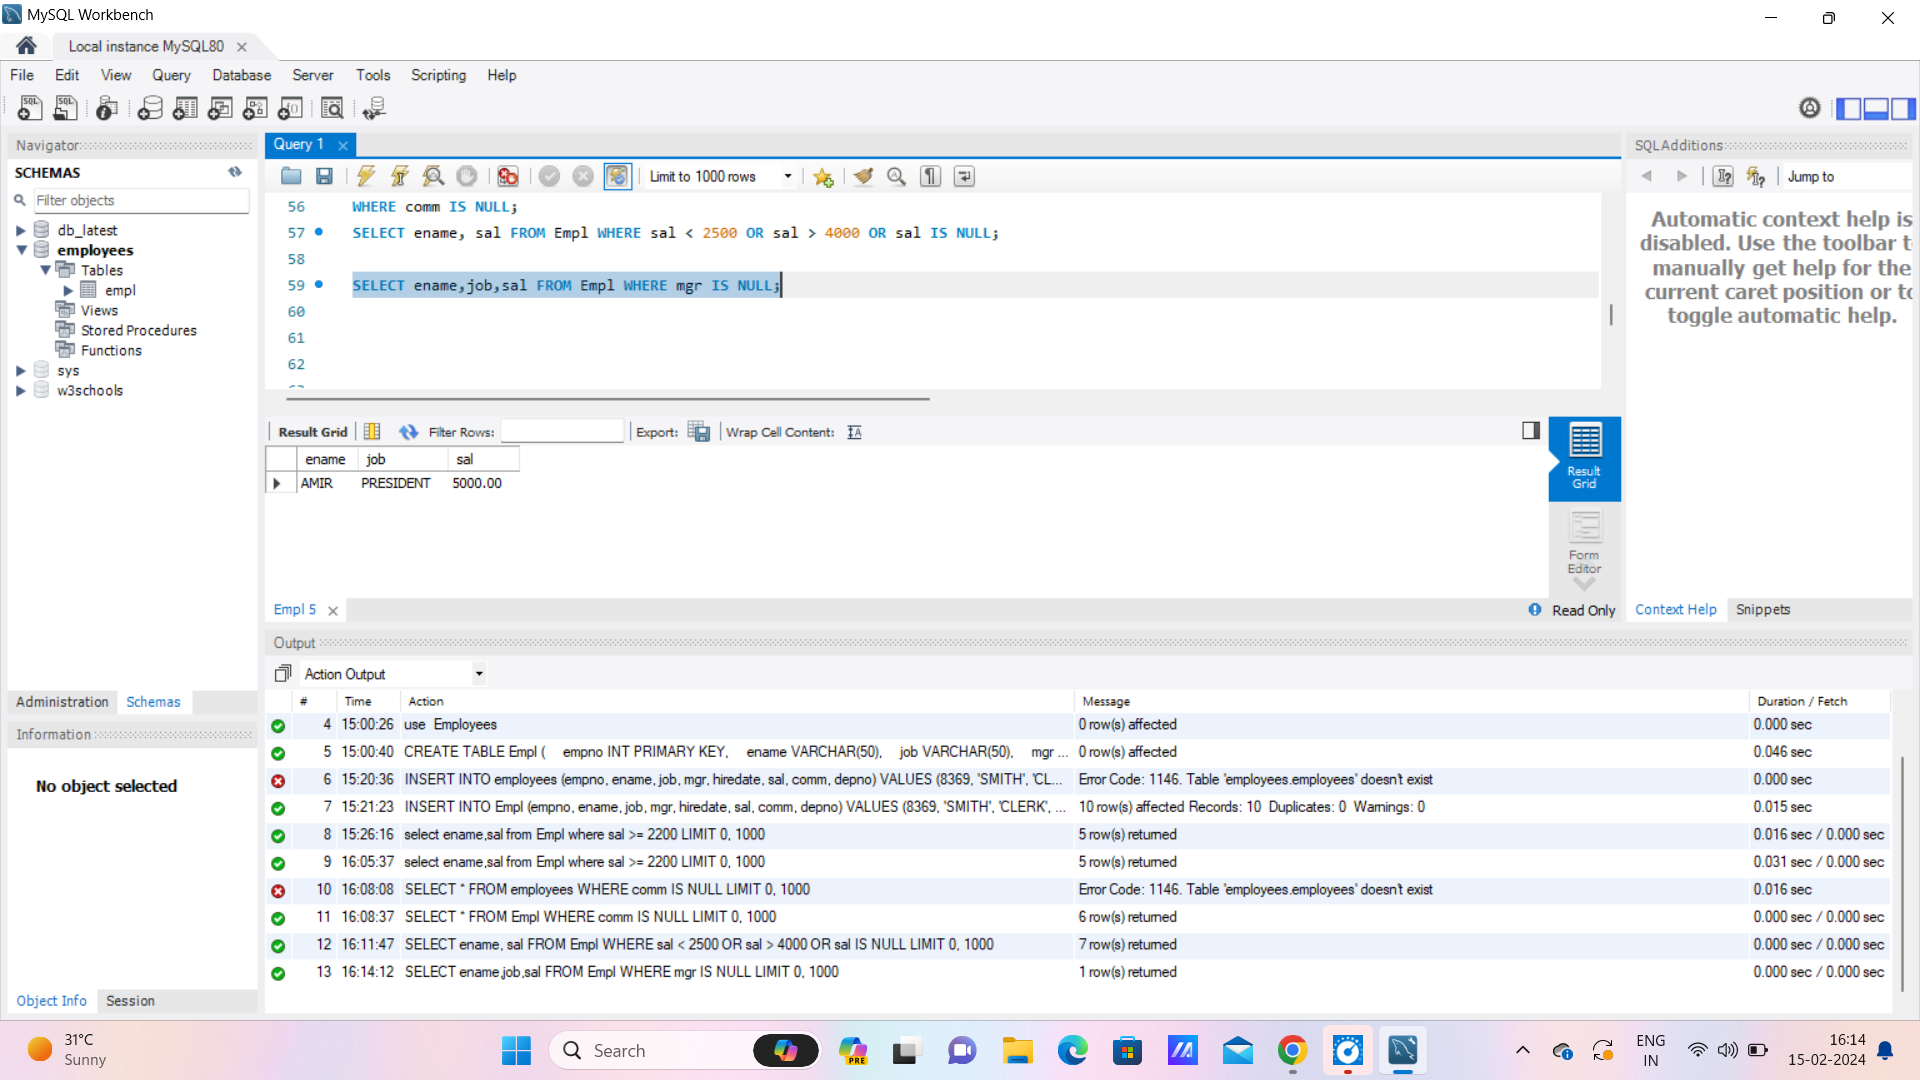 MySQL Workbench
Local instance MySQL80
File Edit View Query Database Server Tools Scripting Help
Navigator
SCHEMAS
Filter objects
db_latest
employees
Tables
empl
Views
Stored Procedures
Functions
sys
w3schools
Administration Schemas
Information
No object selected
Object Info Session
Query 1
Limit to 1000 rows
56 WHERE comm IS NULL;
57 SELECT ename, sal FROM Empl WHERE sal < 2500 OR sal > 4000 OR sal IS NULL;
58
59 SELECT ename,job,sal FROM Empl WHERE mgr IS NULL;
60
61
62
Result Grid Filter Rows: Export: Wrap Cell Content:
ename job sal
AMIR PRESIDENT 5000.00
Result
Grid
Form
Editor
Empl 5
Read Only
SQLAdditions
Jump to
Automatic context help is
disabled. Use the toolbar
manually get help for the
current caret position or
toggle automatic help.
Context Help Snippets
Output
Action Output
# Time Action Message Duration / Fetch
4 15:00:26 use Employees 0 row(s) affected 0.000 sec
5 15:00:40 CREATE TABLE Empl ( empno INT PRIMARY KEY, ename VARCHAR(50), job VARCHAR(50), mgr ... 0 row(s) affected 0.046 sec
6 15:20:36 INSERT INTO employees (empno, ename, job, mgr, hiredate, sal, comm, depno) VALUES (8369, 'SMITH', 'CL... Error Code: 1146. Table 'employees.employees' doesn't exist 0.000 sec
7 15:21:23 INSERT INTO Empl (empno, ename, job, mgr, hiredate, sal, comm, depno) VALUES (8369, 'SMITH', 'CLERK', ... 10 row(s) affected Records: 10 Duplicates: 0 Warnings: 0 0.015 sec
8 15:26:16 select ename,sal from Empl where sal >= 2200 LIMIT 0, 1000 5 row(s) returned 0.016 sec / 0.000 sec
9 16:05:37 select ename,sal from Empl where sal >= 2200 LIMIT 0, 1000 5 row(s) returned 0.031 sec / 0.000 sec
10 16:08:08 SELECT * FROM employees WHERE comm IS NULL LIMIT 0, 1000 Error Code: 1146. Table 'employees.employees' doesn't exist 0.016 sec
11 16:08:37 SELECT * FROM Empl WHERE comm IS NULL LIMIT 0, 1000 6 row(s) returned 0.000 sec / 0.000 sec
12 16:11:47 SELECT ename, sal FROM Empl WHERE sal < 2500 OR sal > 4000 OR sal IS NULL LIMIT 0, 1000 7 row(s) returned 0.000 sec / 0.000 sec
13 16:14:12 SELECT ename,job,sal FROM Empl WHERE mgr IS NULL LIMIT 0, 1000 1 row(s) returned 0.000 sec / 0.000 sec
31°C
Sunny
Search
PRE
ENG
IN
16:14
15-02-2024